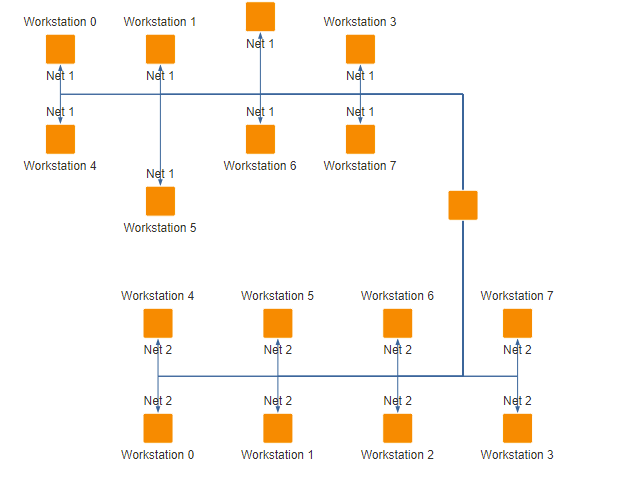 Workstation 0
Workstation 1
Workstation 3
Net 1
Net 1
Net 1
Net 1
Net 1
Net 1
Net 1
Workstation 4
Workstation 6
Workstation 7
Net 1
Workstation 5
Workstation 4
Workstation 5
Workstation 6
Workstation 7
Net 2
Net 2
Net 2
Net 2
Net 2
Net 2
Net 2
Net 2
Workstation 0
Workstation 1
Workstation 2
Workstation 3